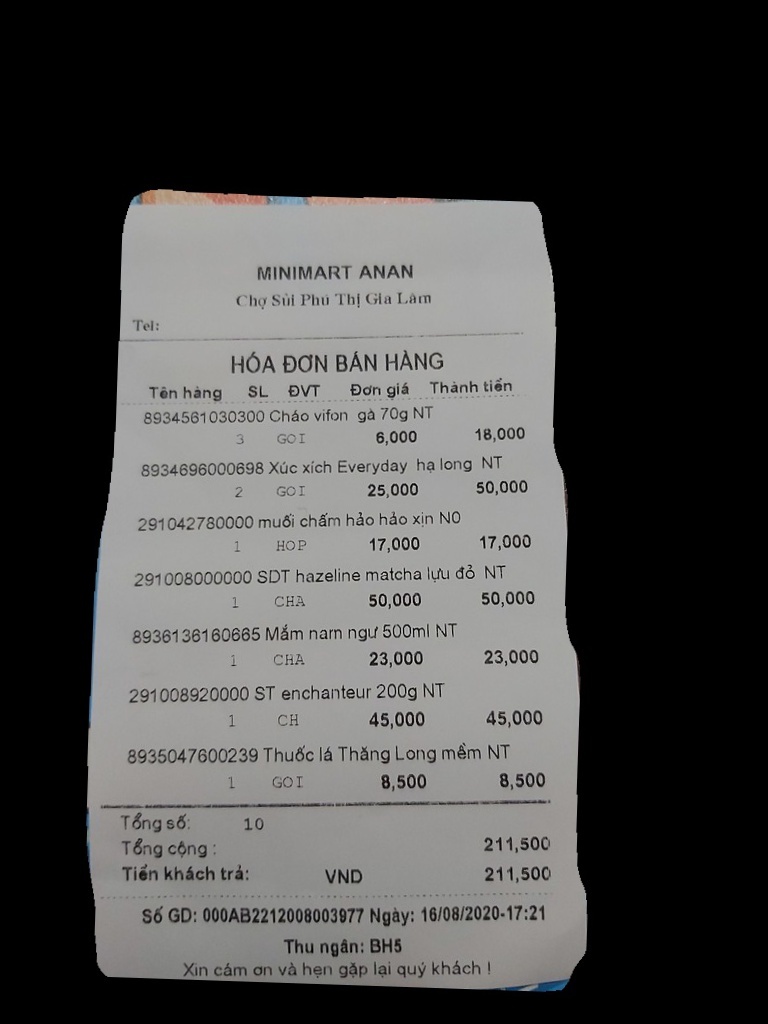 MINIMART ANAN
Chợ Sủi Phú Thị Gia Lâm
Tel:
HÓA ĐƠN BÁN HÀNG
Tên hàng SL ĐVT Đơn giá Thành tiền
8934561030300 Cháo vifon gà 70g NT
3 GOI 6,000 18,000
8934696000698 Xúc xích Everyday hạ long NT
2 GOI 25,000 50,000
291042780000 muối chấm hảo hảo xịn N0
1 HOP 17,000 17,000
291008000000 SDT hazeline matcha lựu đỏ NT
1 CHA 50,000 50,000
8936136160665 Mắm nam ngư 500ml NT
1 CHA 23,000 23,000
291008920000 ST enchanteur 200g NT
1 CH 45,000 45,000
8935047600239 Thuốc lá Thăng Long mềm NT
1 GOI 8,500 8,500
Tổng số: 10
Tổng cộng : 211,500
Tiền khách trả: VND 211,500
Số GD: 000AB2212008003977 Ngày: 16/08/2020-17:21
Thu ngân: BH5
Xin cám ơn và hẹn gặp lại quý khách !